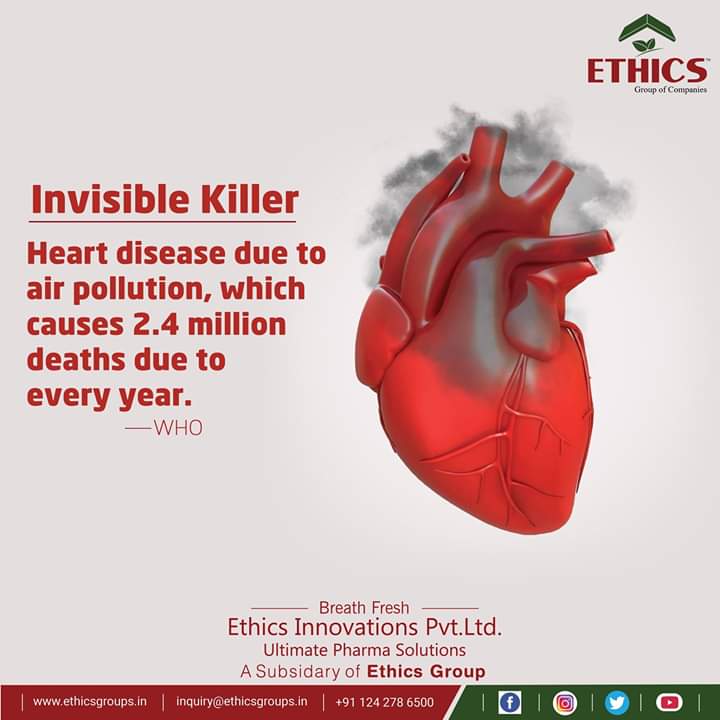 ETHICS™
Group of Companies
Invisible Killer
Heart disease due to
air pollution, which
causes 2.4 million
deaths due to
every year.
—WHO
Breath Fresh
Ethics Innovations Pvt.Ltd.
Ultimate Pharma Solutions
A Subsidary of Ethics Group
www.ethicsgroups.in | inquiry@ethicsgroups.in | +91 124 278 6500